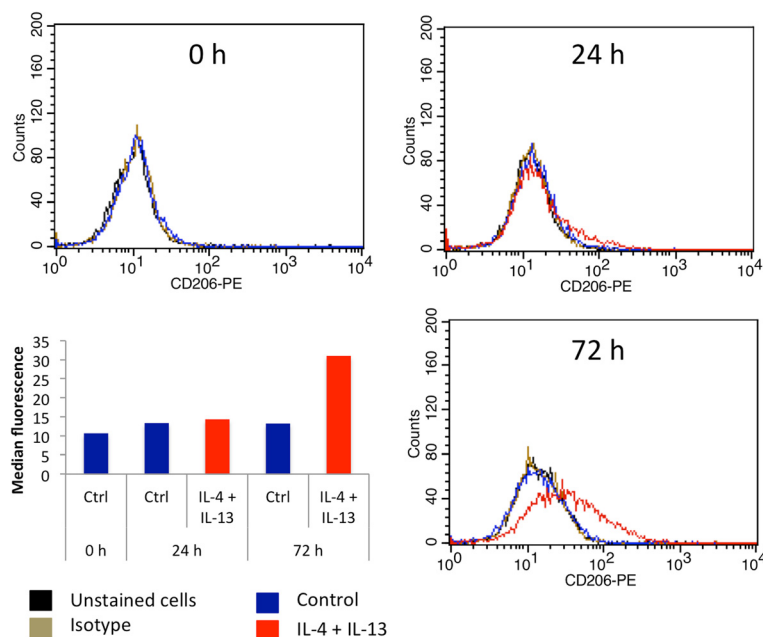 0 h
Counts
200
160
120
80
40
0
10^0 10^1 10^2 10^3 10^4
CD206-PE
24 h
Counts
200
160
120
80
40
0
10^0 10^1 10^2 10^3 10^4
CD206-PE
Median fluorescence
35
30
25
20
15
10
5
0
Ctrl Ctrl IL-4 + Ctrl IL-4 +
IL-13 IL-13
0 h 24 h 72 h
72 h
Counts
200
160
120
80
40
0
10^0 10^1 10^2 10^3 10^4
CD206-PE
Unstained cells Control
Isotype IL-4 + IL-13